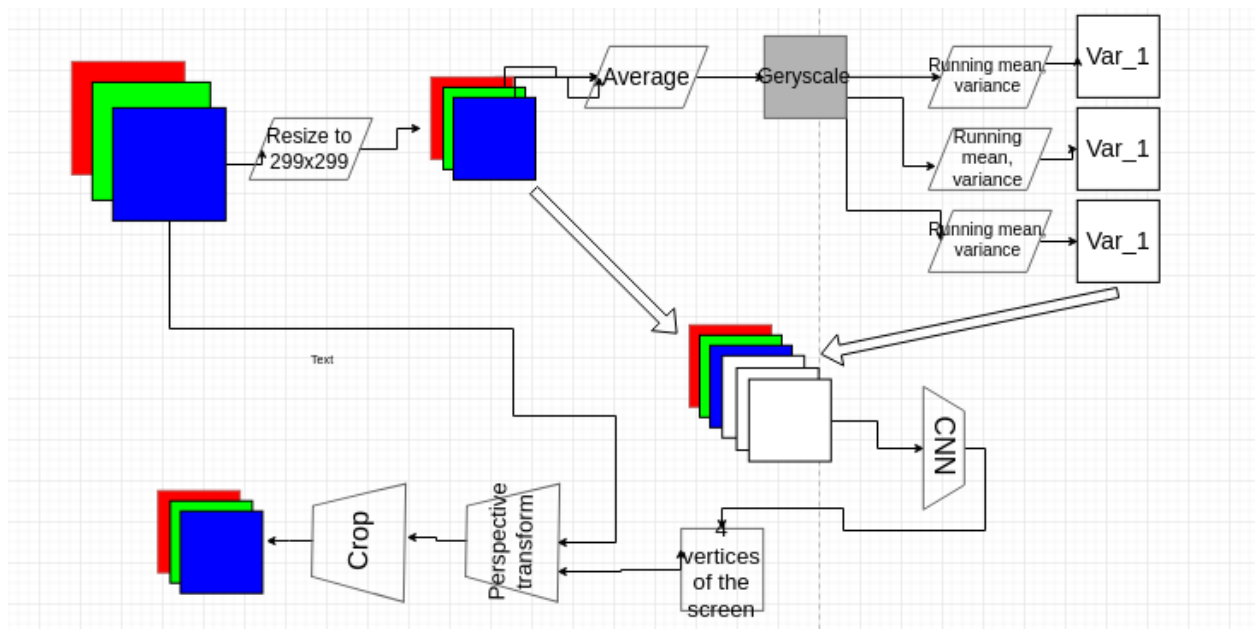 Resize to
299x299
Average
Geryscale
Running mean,
variance
Var_1
Running
mean,
variance
Var_1
Running mean,
variance
Var_1
Text
CNN
4
vertices
of the
screen
Perspective
transform
Crop